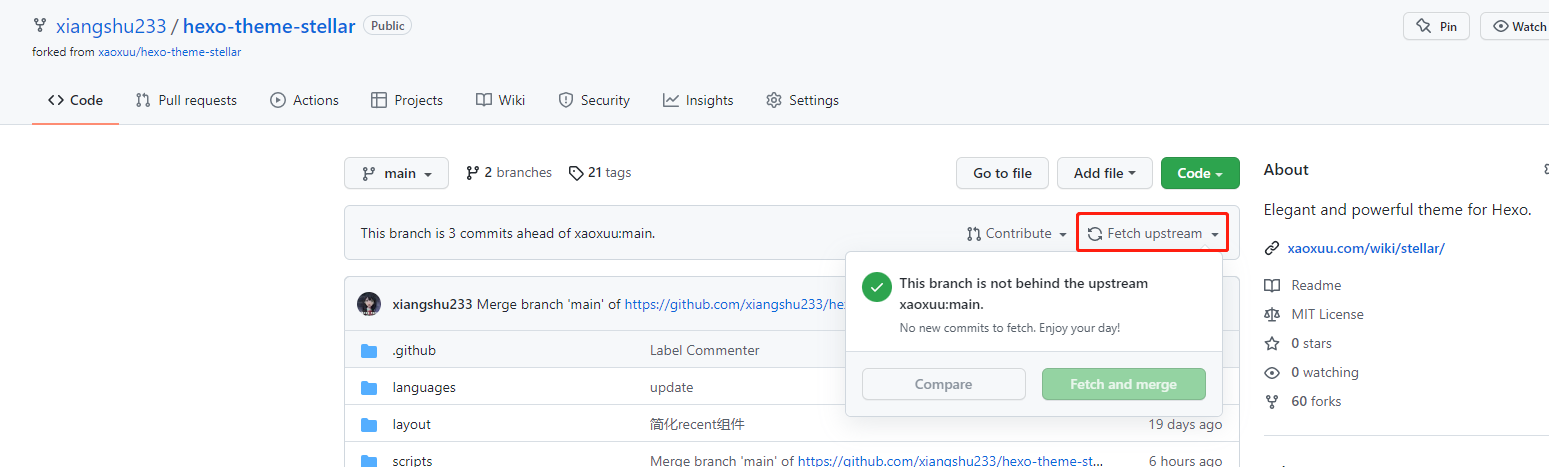 xiangshu233 / hexo-theme-stellar Public
Pin
Watch
forked from xaoxuu/hexo-theme-stellar
Code Pull requests Actions Projects Wiki Security Insights Settings
main 2 branches 21 tags Go to file Add file Code
This branch is 3 commits ahead of xaoxuu:main. Contribute Fetch upstream
This branch is not behind the upstream
xaoxuu:main.
No new commits to fetch. Enjoy your day!
Compare Fetch and merge
xiangshu233 Merge branch 'main' of https://github.com/xiangshu233/he
.github Label Commenter
languages update
layout 简化recent组件 19 days ago
scripts Merge branch 'main' of https://github.com/xiangshu233/hexo-theme-st... 6 hours ago
About
Elegant and powerful theme for Hexo.
xaoxuu.com/wiki/stellar/
Readme
MIT License
0 stars
0 watching
60 forks